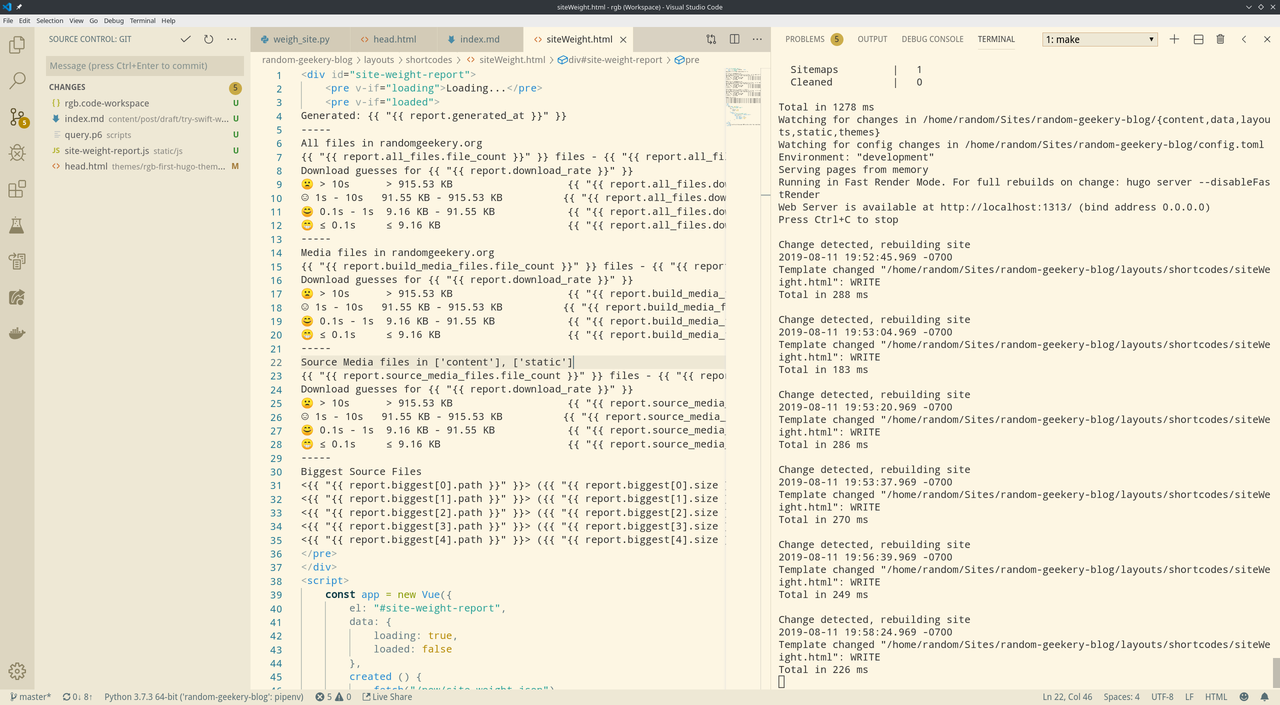 siteWeight.html - rgb (Workspace) - Visual Studio Code
File Edit Selection View Go Debug Terminal Help
SOURCE CONTROL: GIT
Message (press Ctrl+Enter to commit)
CHANGES 5
rgb.code-workspace U
index.md content/post/draft/try-swift-w... U
query.p6 scripts U
site-weight-report.js static/js U
head.html themes/rgb-first-hugo-them... M
5
weigh_site.py head.html index.md siteWeight.html
random-geekery-blog > layouts > shortcodes > siteWeight.html > div#site-weight-report > pre
1 <div id="site-weight-report">
2 <pre v-if="loading">Loading...</pre>
3 <pre v-if="loaded">
4 Generated: {{ "{{ report.generated_at }}" }}
5 -----
6 All files in randomgeekery.org
7 {{ "{{ report.all_files.file_count }}" }} files - {{ "{{ report.all_fi
8 Download guesses for {{ "{{ report.download_rate }}" }}
9 🙁 > 10s > 915.53 KB {{ "{{ report.all_files.do
10 ☺ 1s - 10s 91.55 KB - 915.53 KB {{ "{{ report.all_files.dow
11 😊 0.1s - 1s 9.16 KB - 91.55 KB {{ "{{ report.all_files.do
12 😁 ≤ 0.1s ≤ 9.16 KB {{ "{{ report.all_files.do
13 -----
14 Media files in randomgeekery.org
15 {{ "{{ report.build_media_files.file_count }}" }} files - {{ "{{ repor
16 Download guesses for {{ "{{ report.download_rate }}" }}
17 🙁 > 10s > 915.53 KB {{ "{{ report.build_media_
18 ☺ 1s - 10s 91.55 KB - 915.53 KB {{ "{{ report.build_media_f
19 😊 0.1s - 1s 9.16 KB - 91.55 KB {{ "{{ report.build_media_
20 😁 ≤ 0.1s ≤ 9.16 KB {{ "{{ report.build_media_
21 -----
22 Source Media files in ['content'], ['static']
23 {{ "{{ report.source_media_files.file_count }}" }} files - {{ "{{ repo
24 Download guesses for {{ "{{ report.download_rate }}" }}
25 🙁 > 10s > 915.53 KB {{ "{{ report.source_media
26 ☺ 1s - 10s 91.55 KB - 915.53 KB {{ "{{ report.source_media_
27 😊 0.1s - 1s 9.16 KB - 91.55 KB {{ "{{ report.source_media
28 😁 ≤ 0.1s ≤ 9.16 KB {{ "{{ report.source_media
29 -----
30 Biggest Source Files
31 <{{ "{{ report.biggest[0].path }}" }}> ({{ "{{ report.biggest[0].size
32 <{{ "{{ report.biggest[1].path }}" }}> ({{ "{{ report.biggest[1].size
33 <{{ "{{ report.biggest[2].path }}" }}> ({{ "{{ report.biggest[2].size
34 <{{ "{{ report.biggest[3].path }}" }}> ({{ "{{ report.biggest[3].size
35 <{{ "{{ report.biggest[4].path }}" }}> ({{ "{{ report.biggest[4].size
36 </pre>
37 </div>
38 <script>
39 const app = new Vue({
40 el: "#site-weight-report",
41 data: {
42 loading: true,
43 loaded: false
44 },
45 created () {
PROBLEMS 5 OUTPUT DEBUG CONSOLE TERMINAL 1: make
Sitemaps | 1
Cleaned | 0
Total in 1278 ms
Watching for changes in /home/random/Sites/random-geekery-blog/{content,data,layou
ts,static,themes}
Watching for config changes in /home/random/Sites/random-geekery-blog/config.toml
Environment: "development"
Serving pages from memory
Running in Fast Render Mode. For full rebuilds on change: hugo server --disableFas
tRender
Web Server is available at http://localhost:1313/ (bind address 0.0.0.0)
Press Ctrl+C to stop
Change detected, rebuilding site
2019-08-11 19:52:45.969 -0700
Template changed "/home/random/Sites/random-geekery-blog/layouts/shortcodes/siteWe
ight.html": WRITE
Total in 288 ms
Change detected, rebuilding site
2019-08-11 19:53:04.969 -0700
Template changed "/home/random/Sites/random-geekery-blog/layouts/shortcodes/siteWe
ight.html": WRITE
Total in 183 ms
Change detected, rebuilding site
2019-08-11 19:53:20.969 -0700
Template changed "/home/random/Sites/random-geekery-blog/layouts/shortcodes/siteWe
ight.html": WRITE
Total in 286 ms
Change detected, rebuilding site
2019-08-11 19:53:37.969 -0700
Template changed "/home/random/Sites/random-geekery-blog/layouts/shortcodes/siteWe
ight.html": WRITE
Total in 270 ms
Change detected, rebuilding site
2019-08-11 19:56:39.969 -0700
Template changed "/home/random/Sites/random-geekery-blog/layouts/shortcodes/siteWe
ight.html": WRITE
Total in 249 ms
Change detected, rebuilding site
2019-08-11 19:58:24.969 -0700
Template changed "/home/random/Sites/random-geekery-blog/layouts/shortcodes/siteWe
ight.html": WRITE
Total in 226 ms
master* 0↓ 8↑ Python 3.7.3 64-bit ('random-geekery-blog': pipenv) 5 0 Live Share Ln 22, Col 46 Spaces: 4 UTF-8 LF HTML